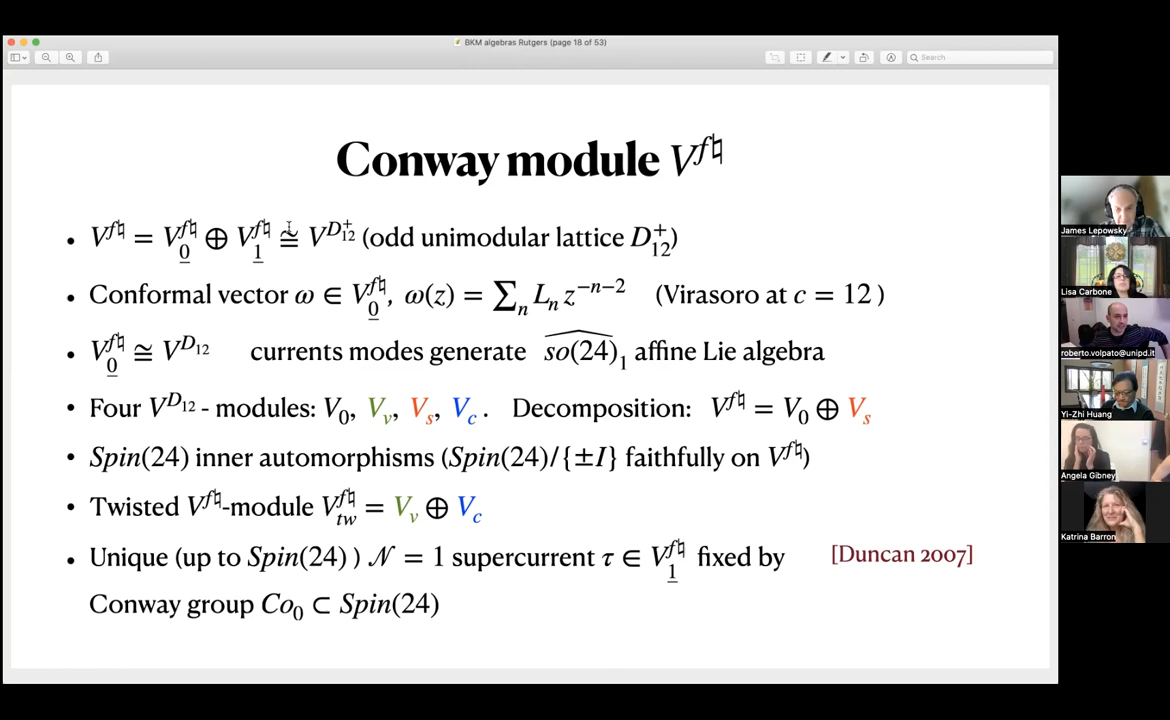 BKM algebras Rutgers (page 18 of 53)
Search
Conway module V^{f♮}
• V^{f♮} = V^{f♮}_{\underline{0}} ⊕ V^{f♮}_{\underline{1}} ≅ V^{D^+_{12}} (odd unimodular lattice D^+_{12})
• Conformal vector ω ∈ V^{f♮}_{\underline{0}}, ω(z) = ∑_n L_n z^{−n−2} (Virasoro at c = 12 )
• V^{f♮}_{\underline{0}} ≅ V^{D_{12}} currents modes generate \widehat{so(24)}_1 affine Lie algebra
• Four V^{D_{12}} - modules: V_0, V_v, V_s, V_c . Decomposition: V^{f♮} = V_0 ⊕ V_s
• Spin(24) inner automorphisms (Spin(24)/{±I} faithfully on V^{f♮})
• Twisted V^{f♮}-module V^{f♮}_{tw} = V_v ⊕ V_c
• Unique (up to Spin(24) ) 𝒩 = 1 supercurrent τ ∈ V^{f♮}_{\underline{1}} fixed by [Duncan 2007]
Conway group Co_0 ⊂ Spin(24)
James Lepowsky
Lisa Carbone
roberto.volpato@unipd.it
Yi-Zhi Huang
Angela Gibney
Katrina Barron